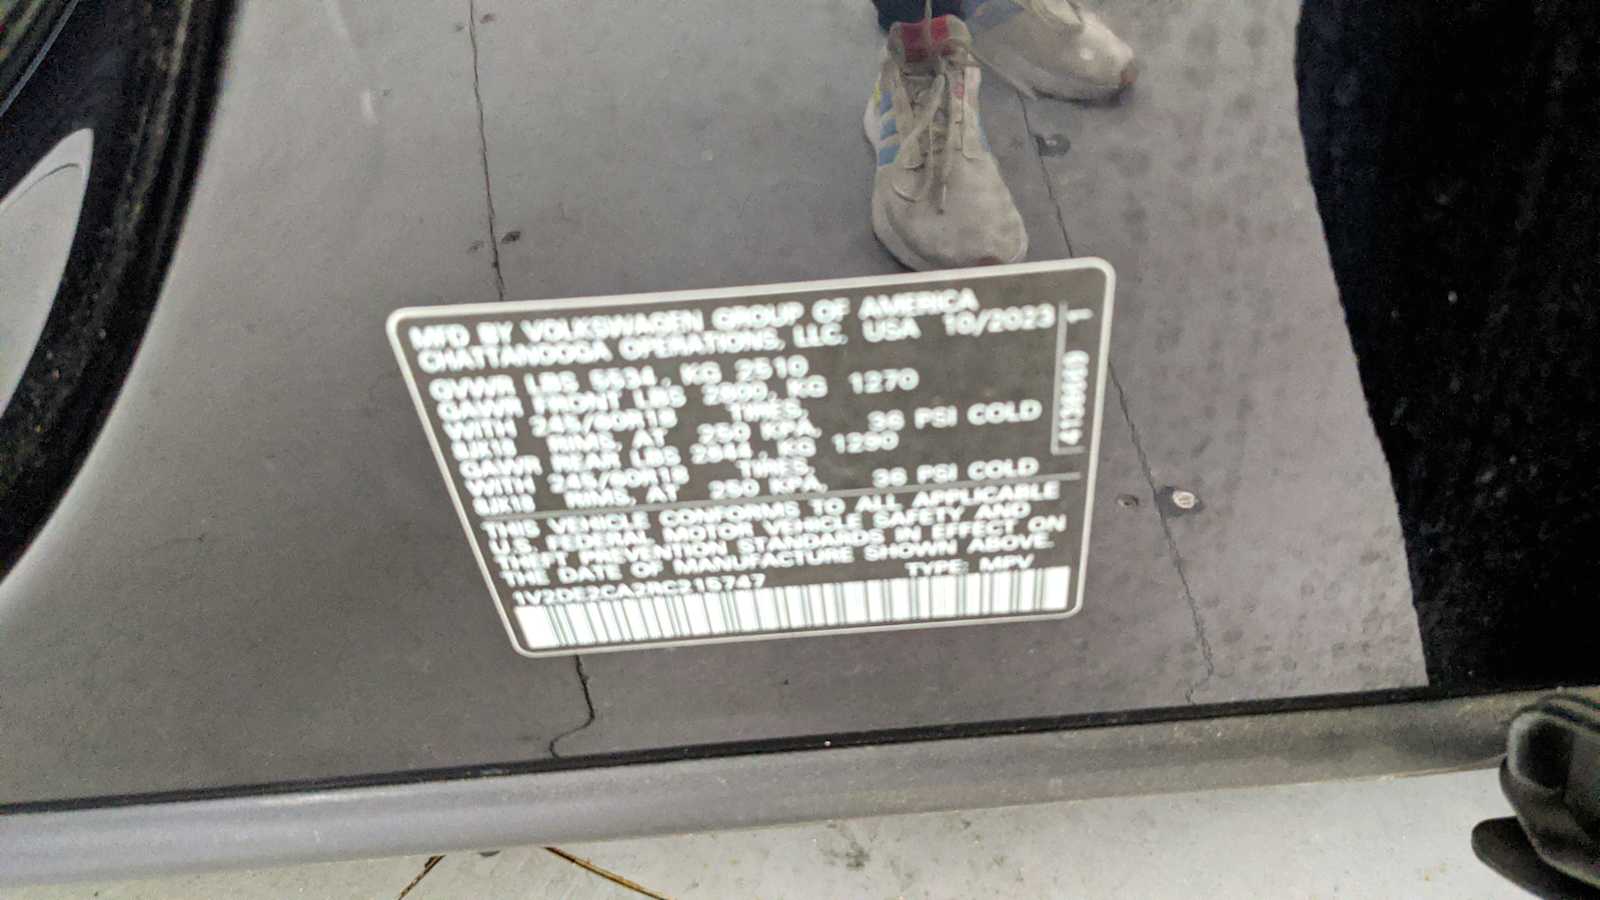 MFD BY VOLKSWAGEN GROUP OF AMERICA
CHATTANOOGA OPERATIONS, LLC. USA 10/2023
GVWR LBS 5534, KG 2510
GAWR FRONT LBS 2800, KG 1270
WITH 245/60R18 TIRES,
RIMS, AT 250 KPA, 36 PSI COLD
GAWR REAR LBS 2844, KG 1290
WITH 245/60R18 TIRES,
8JX18 RIMS, AT 250 KPA, 36 PSI COLD
THIS VEHICLE CONFORMS TO ALL APPLICABLE
U.S. FEDERAL MOTOR VEHICLE SAFETY AND
THEFT PREVENTION STANDARDS IN EFFECT ON
THE DATE OF MANUFACTURE SHOWN ABOVE.
TYPE: MPV